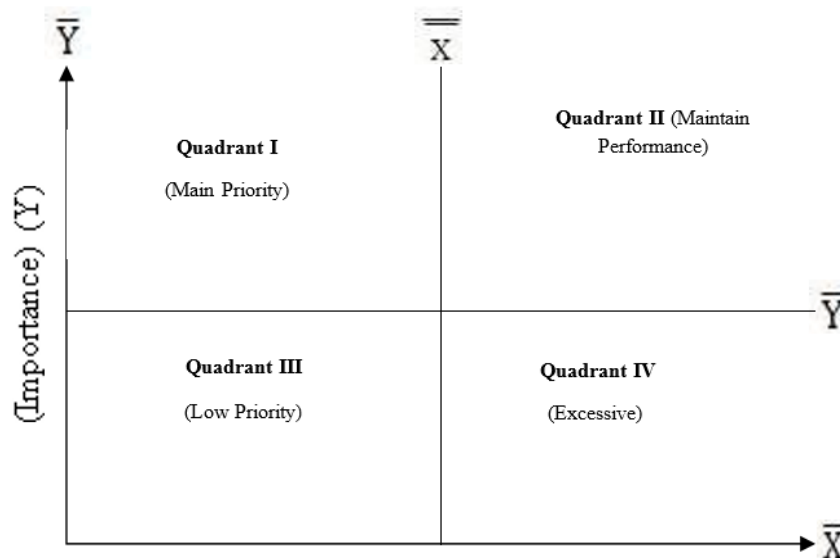 Y̅
X̿
Quadrant I
(Main Priority)
Quadrant II (Maintain
Performance)
(Importance) (Y)
Y̅
Quadrant III
(Low Priority)
Quadrant IV
(Excessive)
X̅